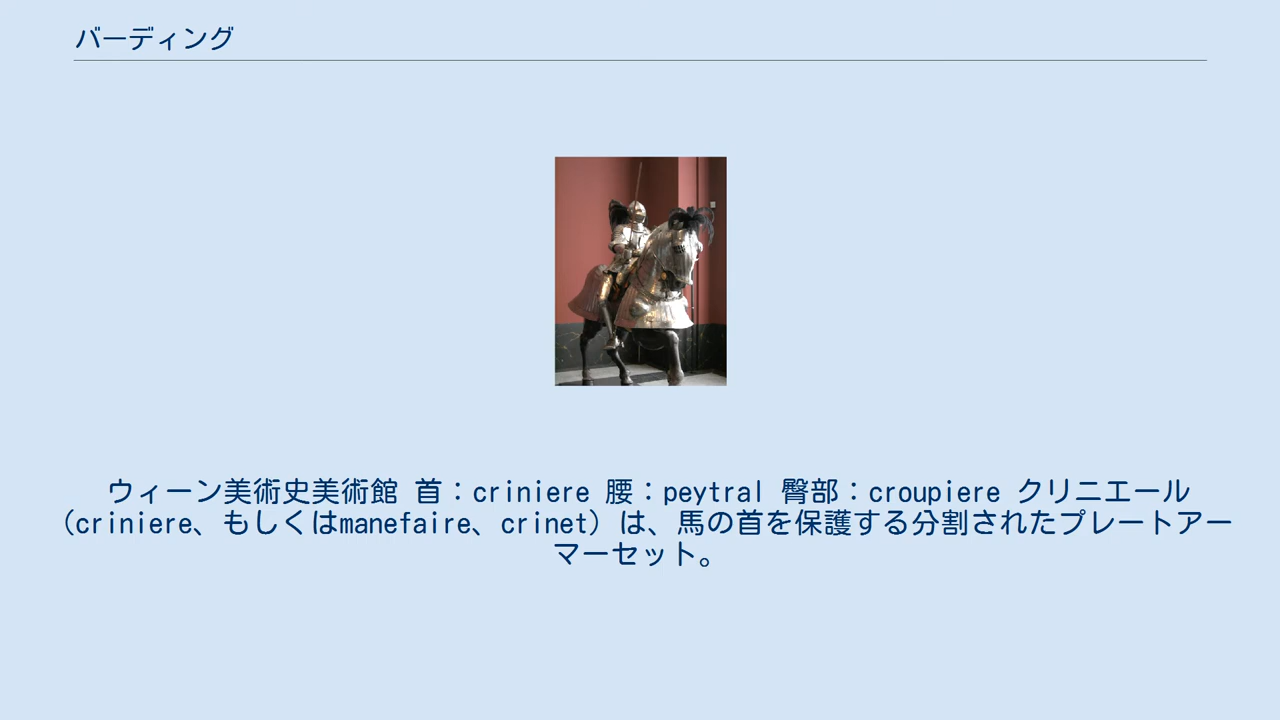 バーディング
ウィーン美術史美術館 首：criniere 腰：peytral 臀部：croupiere クリニエール
（criniere、もしくはmanefaire、crinet）は、馬の首を保護する分割されたプレートアー
マーセット。